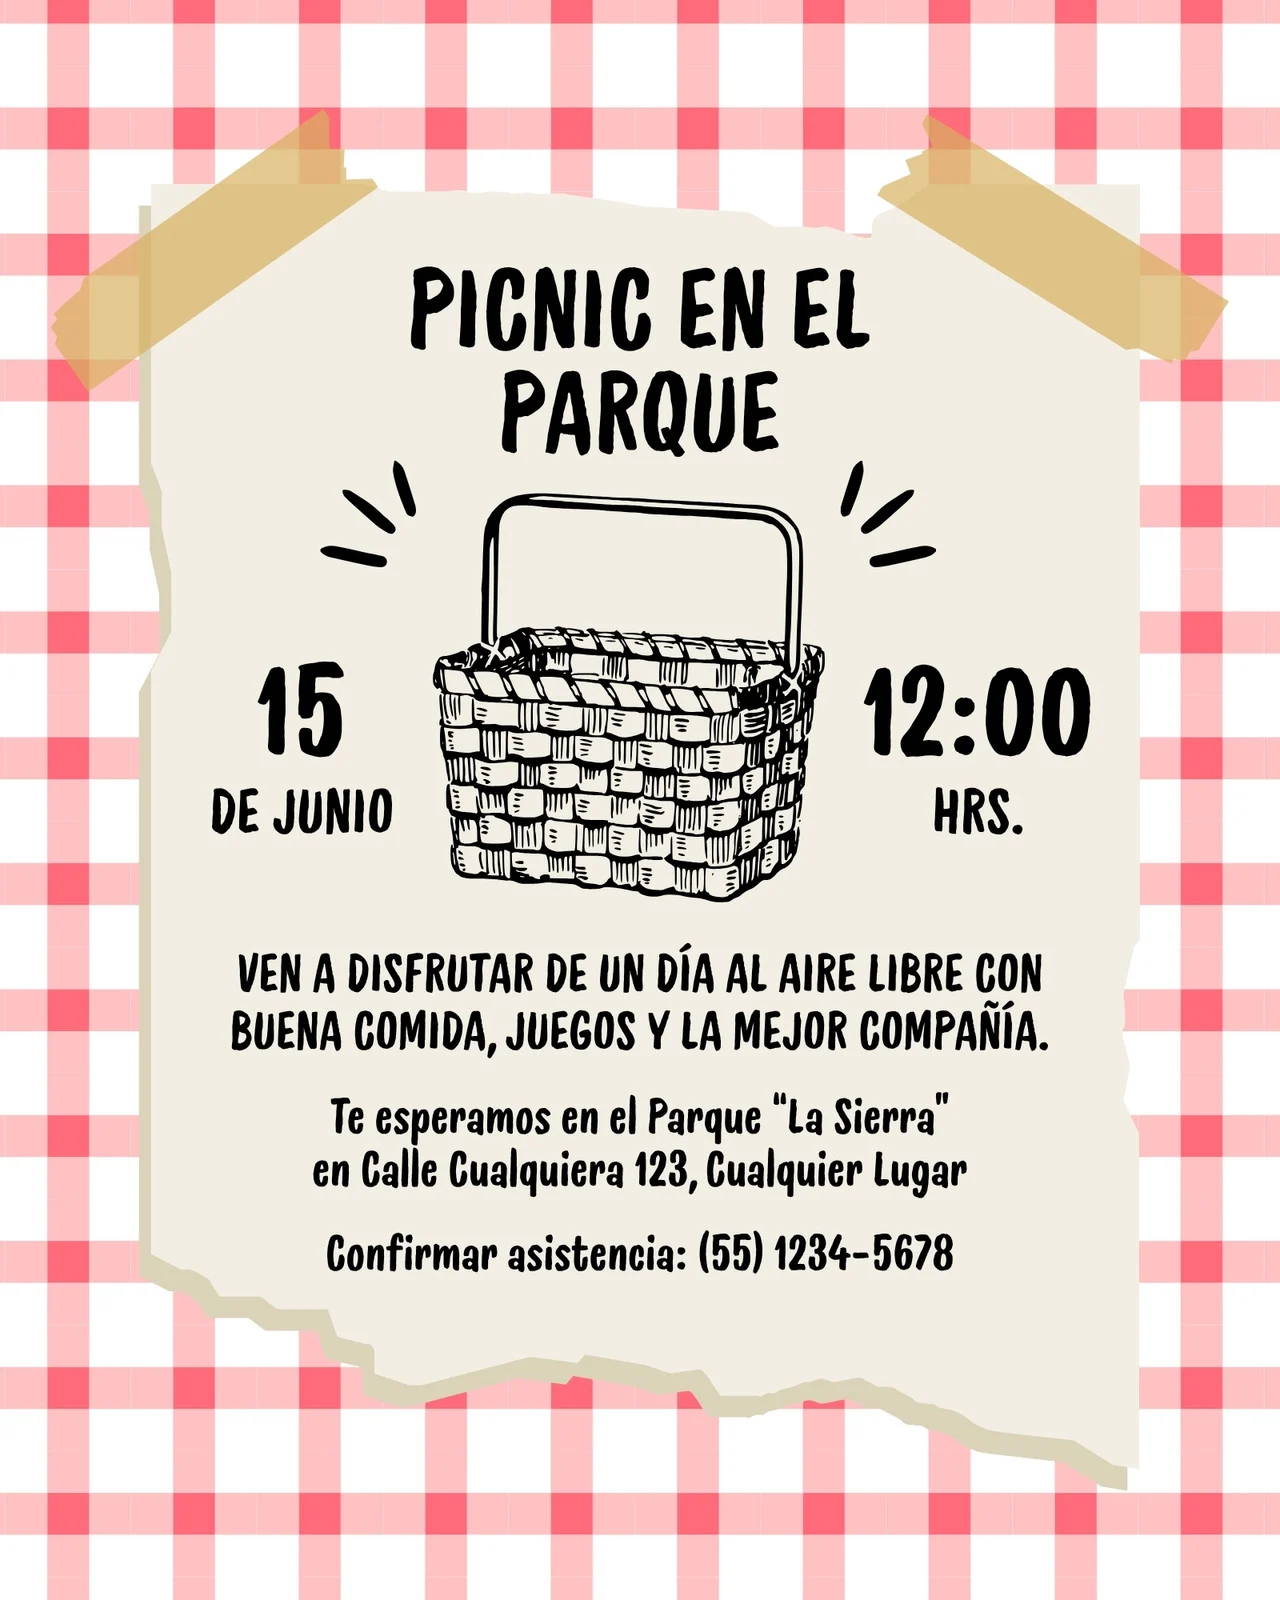 PICNIC EN EL
PARQUE
15
DE JUNIO
12:00
HRS.
VEN A DISFRUTAR DE UN DÍA AL AIRE LIBRE CON
BUENA COMIDA, JUEGOS Y LA MEJOR COMPAÑÍA.
Te esperamos en el Parque “La Sierra"
en Calle Cualquiera 123, Cualquier Lugar
Confirmar asistencia: (55) 1234-5678